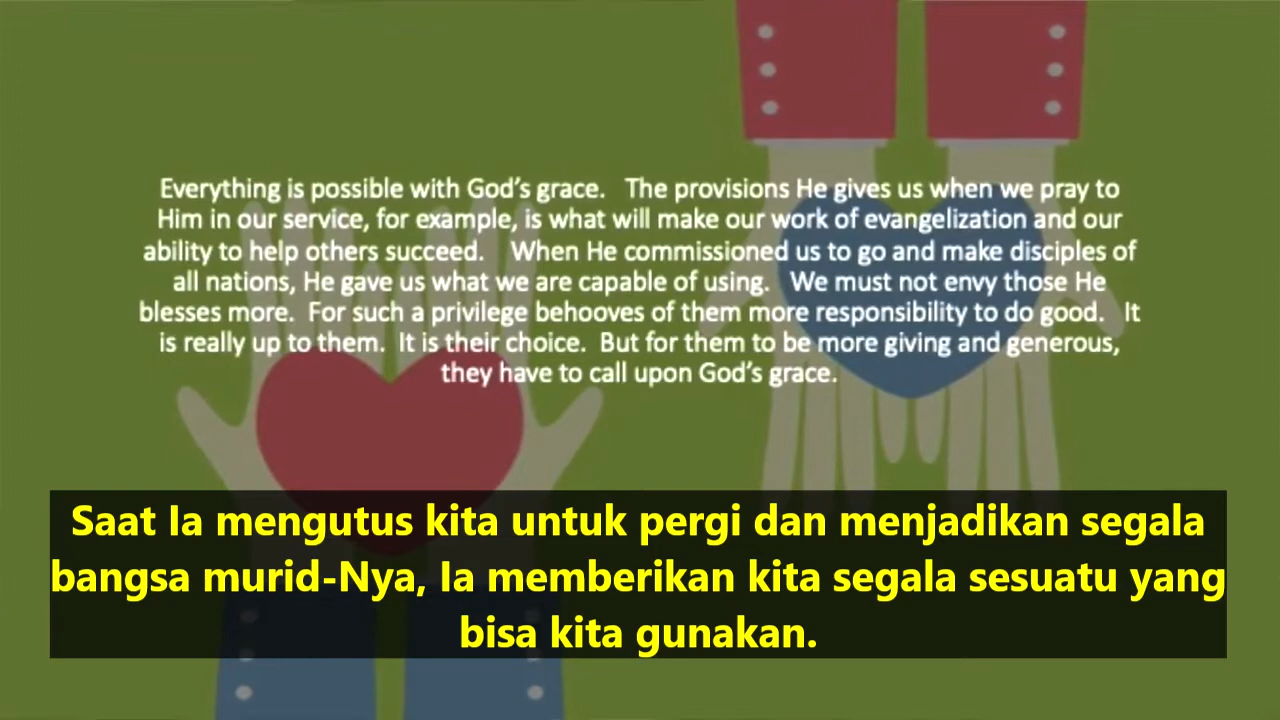 Everything is possible with God's grace. The provisions He gives us when we pray to
Him in our service, for example, is what will make our work of evangelization and our
ability to help others succeed. When He commissioned us to go and make disciples of
all nations, He gave us what we are capable of using. We must not envy those He
blesses more. For such a privilege behooves of them more responsibility to do good. It
is really up to them. It is their choice. But for them to be more giving and generous,
they have to call upon God's grace.
Saat Ia mengutus kita untuk pergi dan menjadikan segala
bangsa murid-Nya, Ia memberikan kita segala sesuatu yang
bisa kita gunakan.